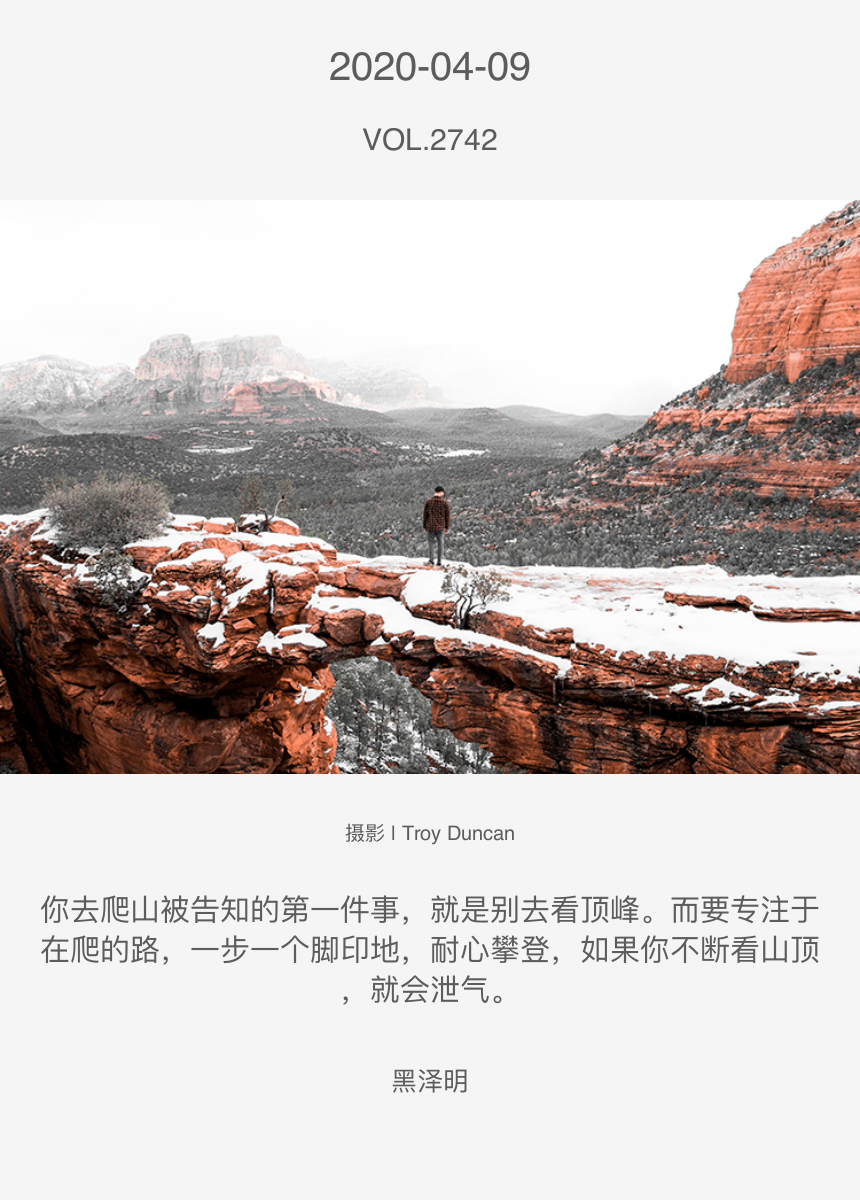 2020-04-09
VOL.2742
摄影 | Troy Duncan
你去爬山被告知的第一件事，就是别去看顶峰。而要专注于
在爬的路，一步一个脚印地，耐心攀登，如果你不断看山顶
，就会泄气。
黑泽明